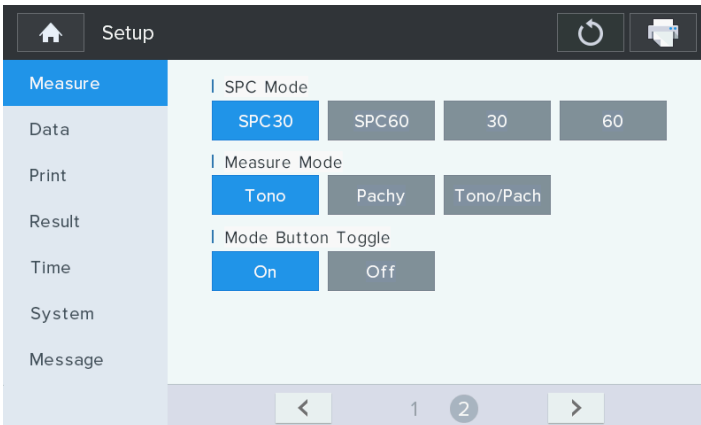 Setup
Measure
Data
Print
Result
Time
System
Message
SPC Mode
SPC30 SPC60 30 60
Measure Mode
Tono Pachy Tono/Pach
Mode Button Toggle
On Off
< 1 2 >